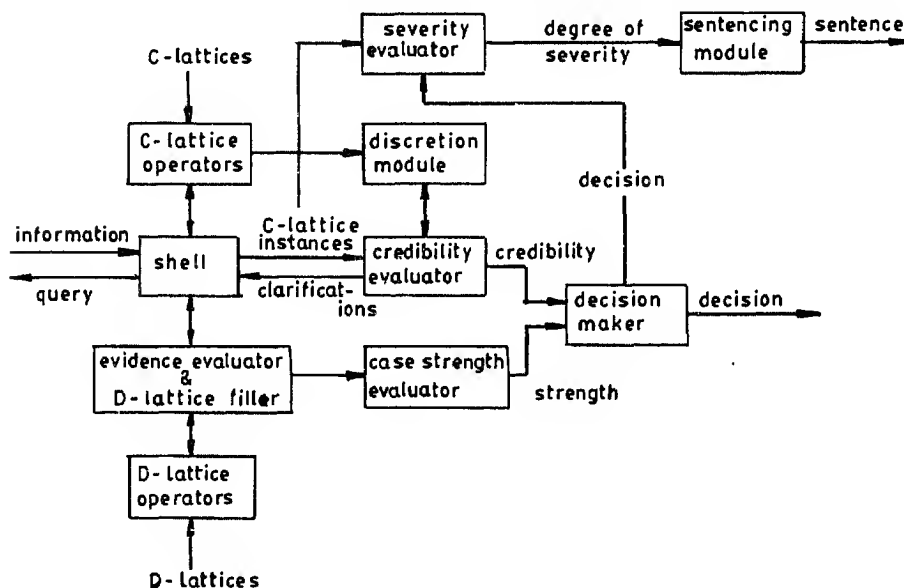 severity
evaluator
degree of
severity
sentencing
module
sentence
C-lattices
C-lattice
operators
discretion
module
decision
information
query
shell
C-lattice
instances
clarificat-
ions
credibility
evaluator
credibility
decision
maker
decision
evidence evaluator
&
D-lattice filler
case strength
evaluator
strength
D-lattice
operators
D-lattices